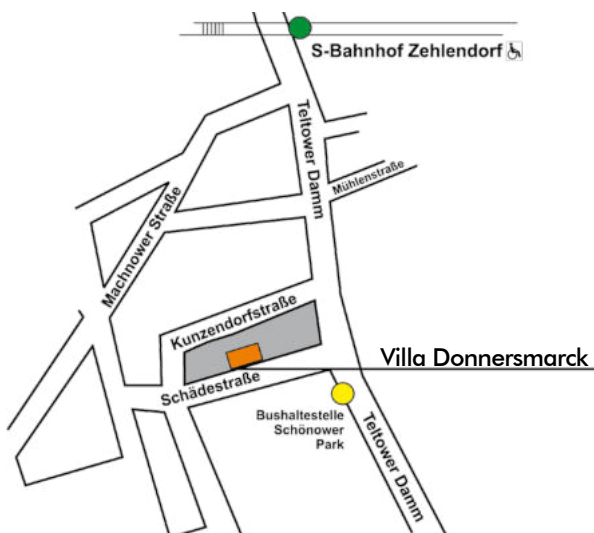 S-Bahnhof Zehlendorf
Teltower Damm
Mühlenstraße
Machnower Straße
Kunzendorfstraße
Villa Donnersmarck
Schädestraße
Bushaltestelle
Schönower
Park
Teltower Damm